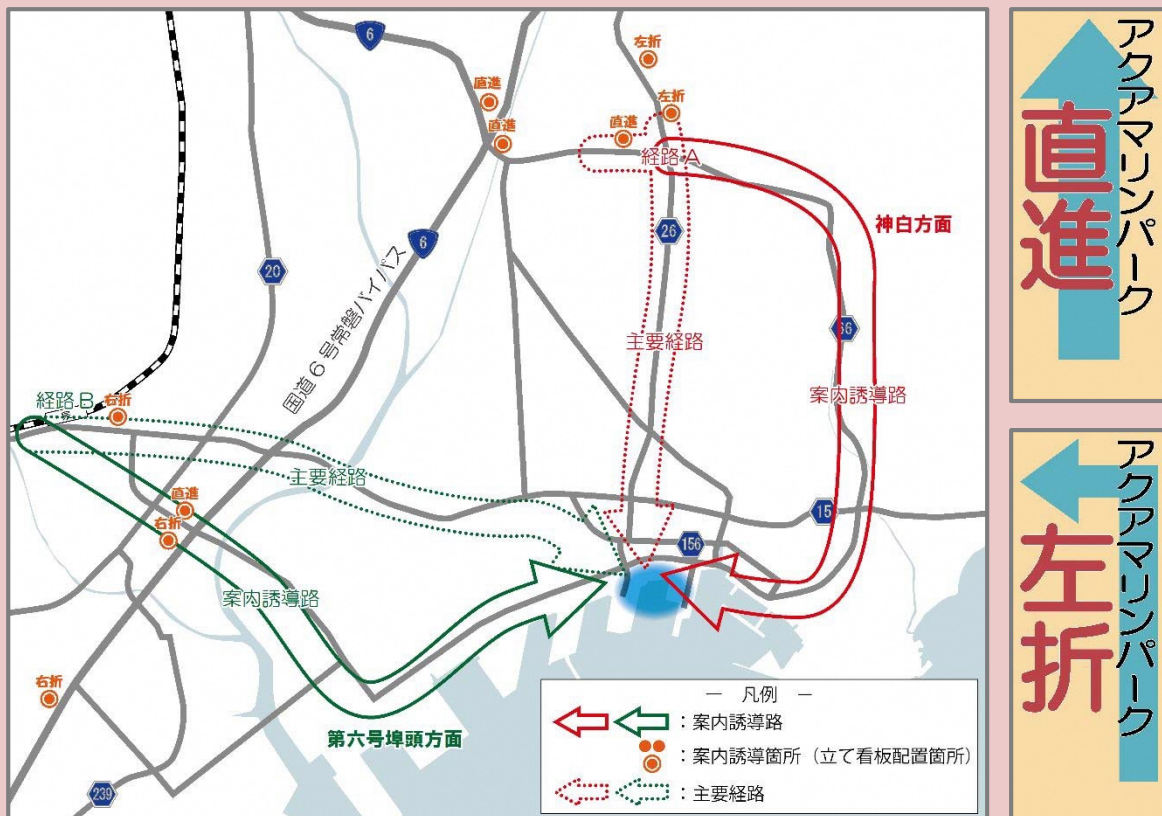 6
左折
直進
左折
直進
直進
経路A
26
神白方面
6
20
国道6号常磐バイパス
66
主要経路
案内誘導路
経路B
右折
主要経路
直進
右折
15
156
案内誘導路
右折
第六号埠頭方面
239
― 凡例 ―
：案内誘導路
：案内誘導箇所（立て看板配置箇所）
：主要経路
アクアマリンパーク
直進
アクアマリンパーク
左折